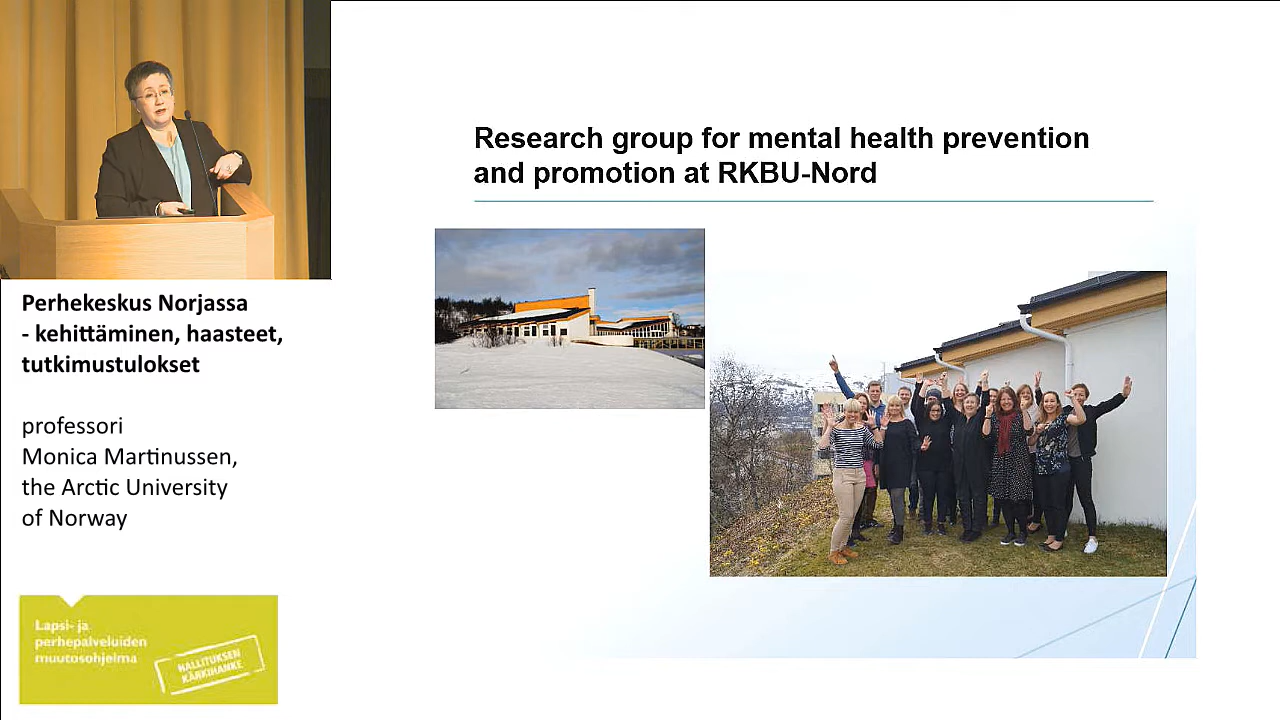 Research group for mental health prevention
and promotion at RKBU-Nord
Perhekeskus Norjassa
- kehittäminen, haasteet,
tutkimustulokset
professori
Monica Martinussen,
the Arctic University
of Norway
Lapsi- ja
perhepalveluiden
muutosohjelma
HALLITUKSEN
KÄRKIHANKE